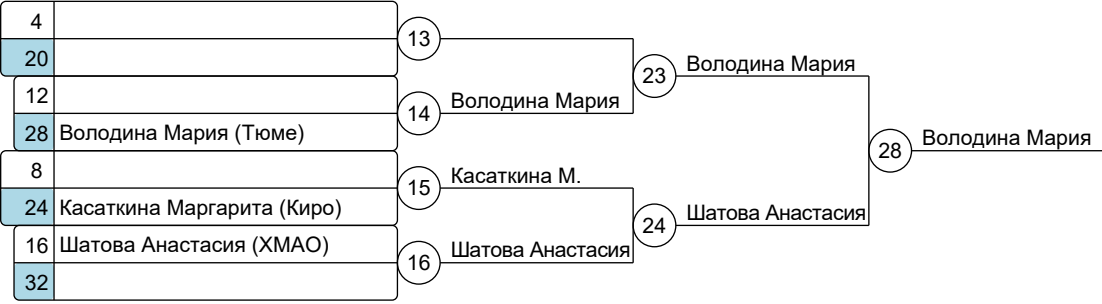 4
20
12
28 Володина Мария (Тюме)
8
24 Касаткина Маргарита (Киро)
16 Шатова Анастасия (ХМАО)
32
13
14 Володина Мария
15 Касаткина М.
16 Шатова Анастасия
23 Володина Мария
24 Шатова Анастасия
28 Володина Мария